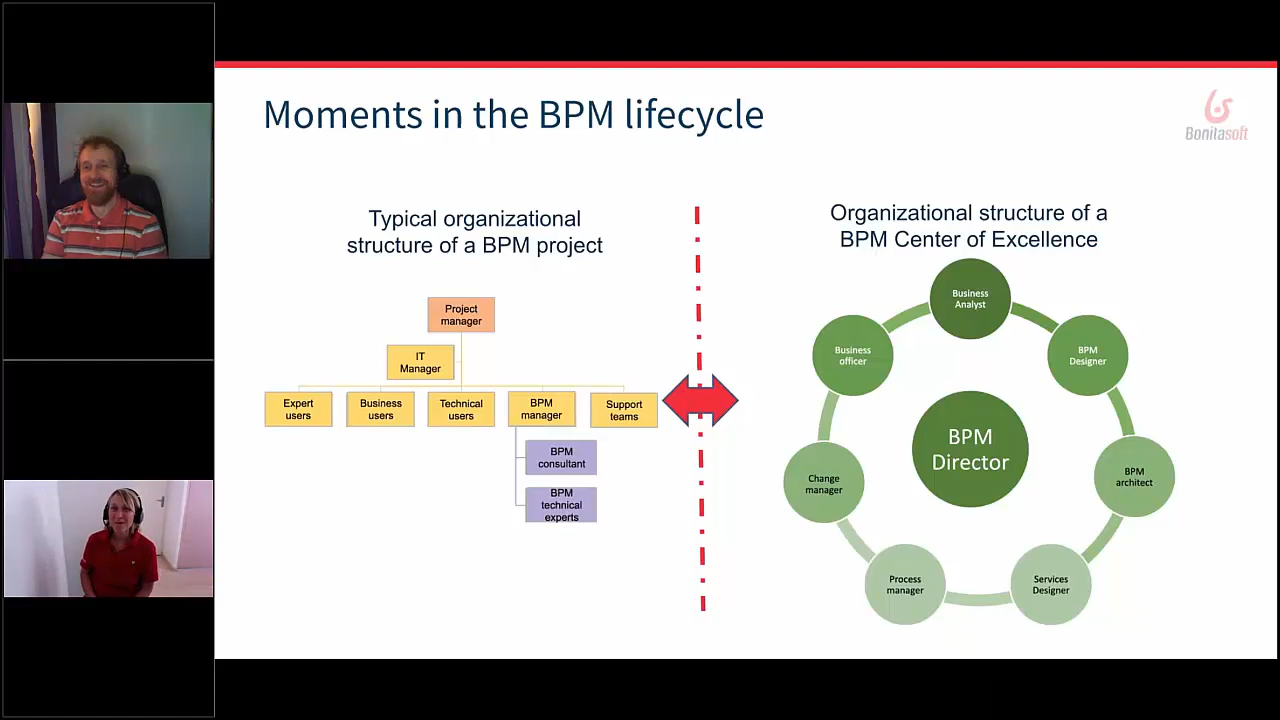 Moments in the BPM lifecycle
Bonitasoft
Typical organizational
structure of a BPM project
Project
manager
IT
Manager
Expert
users
Business
users
Technical
users
BPM
manager
Support
teams
BPM
consultant
BPM
technical
experts
Organizational structure of a
BPM Center of Excellence
Business
Analyst
Business
officer
BPM
Designer
BPM
Director
Change
manager
BPM
architect
Process
manager
Services
Designer